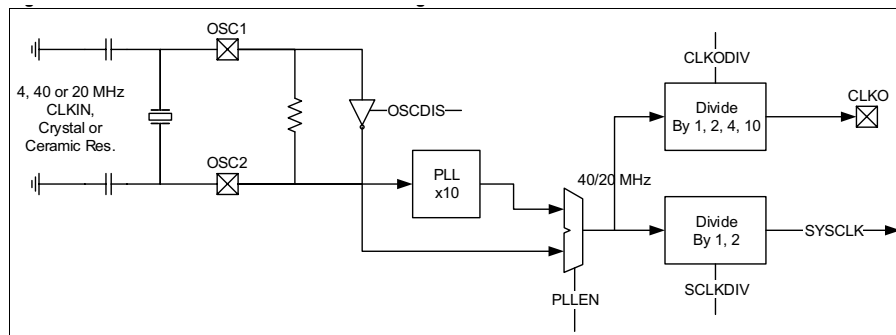 OSC1
4, 40 or 20 MHz
CLKIN,
Crystal or
Ceramic Res.
OSCDIS
OSC2
PLL
x10
40/20 MHz
PLLEN
CLKODIV
Divide
By 1, 2, 4, 10
CLKO
Divide
By 1, 2
SYSCLK
SCLKDIV